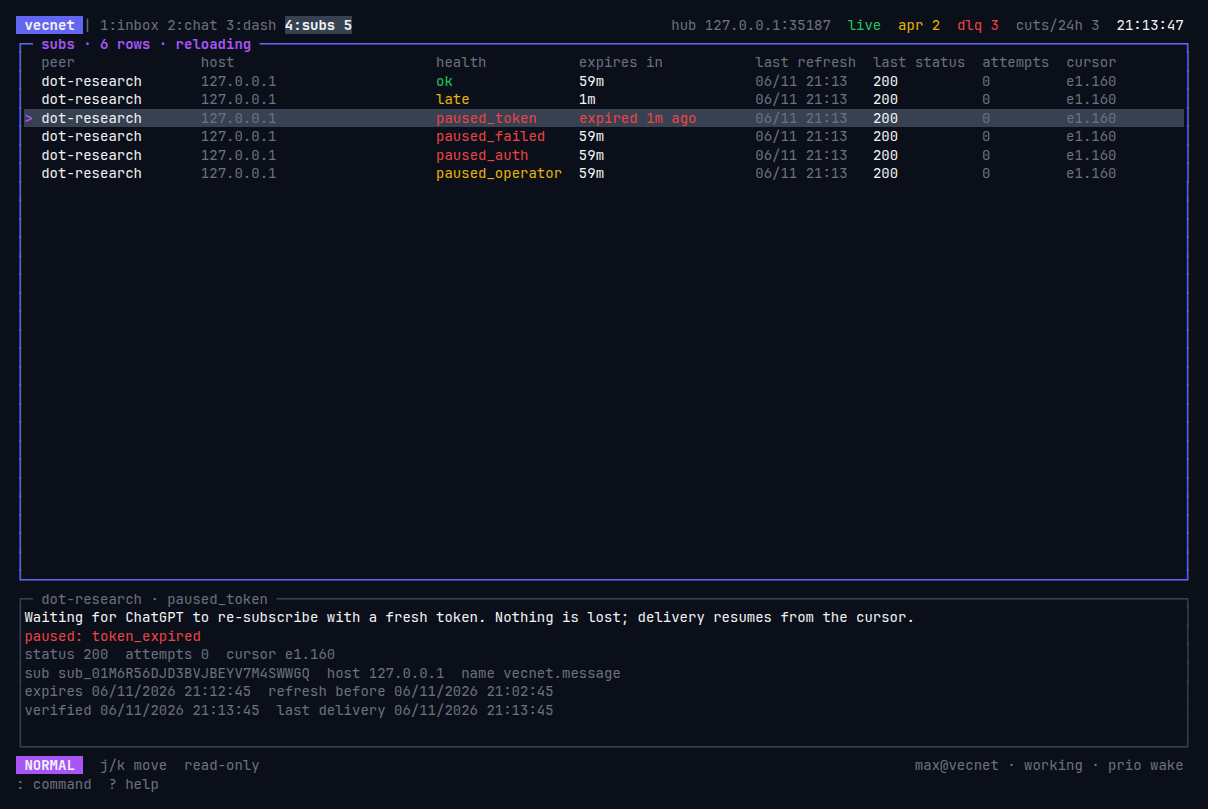 vecnet | 1:inbox 2:chat 3:dash 4:subs 5 hub 127.0.0.1:35187 live apr 2 dlq 3 cuts/24h 3 21:13:47
subs · 6 rows · reloading
peer host health expires in last refresh last status attempts cursor
dot-research 127.0.0.1 ok 59m 06/11 21:13 200 0 e1.160
dot-research 127.0.0.1 late 1m 06/11 21:13 200 0 e1.160
> dot-research 127.0.0.1 paused_token expired 1m ago 06/11 21:13 200 0 e1.160
dot-research 127.0.0.1 paused_failed 59m 06/11 21:13 200 0 e1.160
dot-research 127.0.0.1 paused_auth 59m 06/11 21:13 200 0 e1.160
dot-research 127.0.0.1 paused_operator 59m 06/11 21:13 200 0 e1.160
dot-research · paused_token
Waiting for ChatGPT to re-subscribe with a fresh token. Nothing is lost; delivery resumes from the cursor.
paused: token_expired
status 200 attempts 0 cursor e1.160
sub sub_01M6R56DJD3BVJBEYV7M4SWWGQ host 127.0.0.1 name vecnet.message
expires 06/11/2026 21:12:45 refresh before 06/11/2026 21:02:45
verified 06/11/2026 21:13:45 last delivery 06/11/2026 21:13:45
NORMAL j/k move read-only max@vecnet · working · prio wake
: command ? help